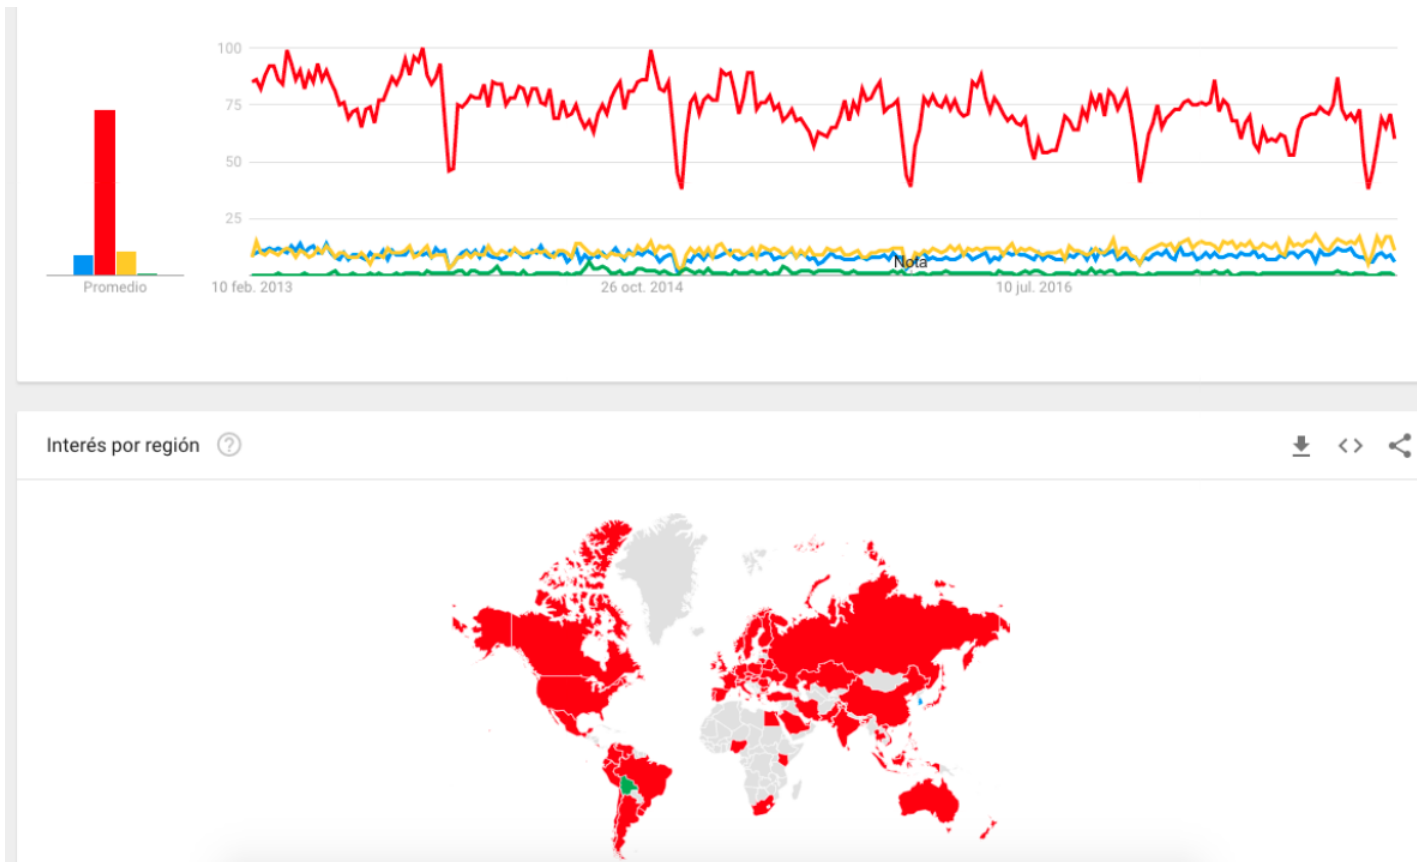 100
75
50
25
Nota
Promedio
10 feb. 2013
26 oct. 2014
10 jul. 2016
Interés por región
?